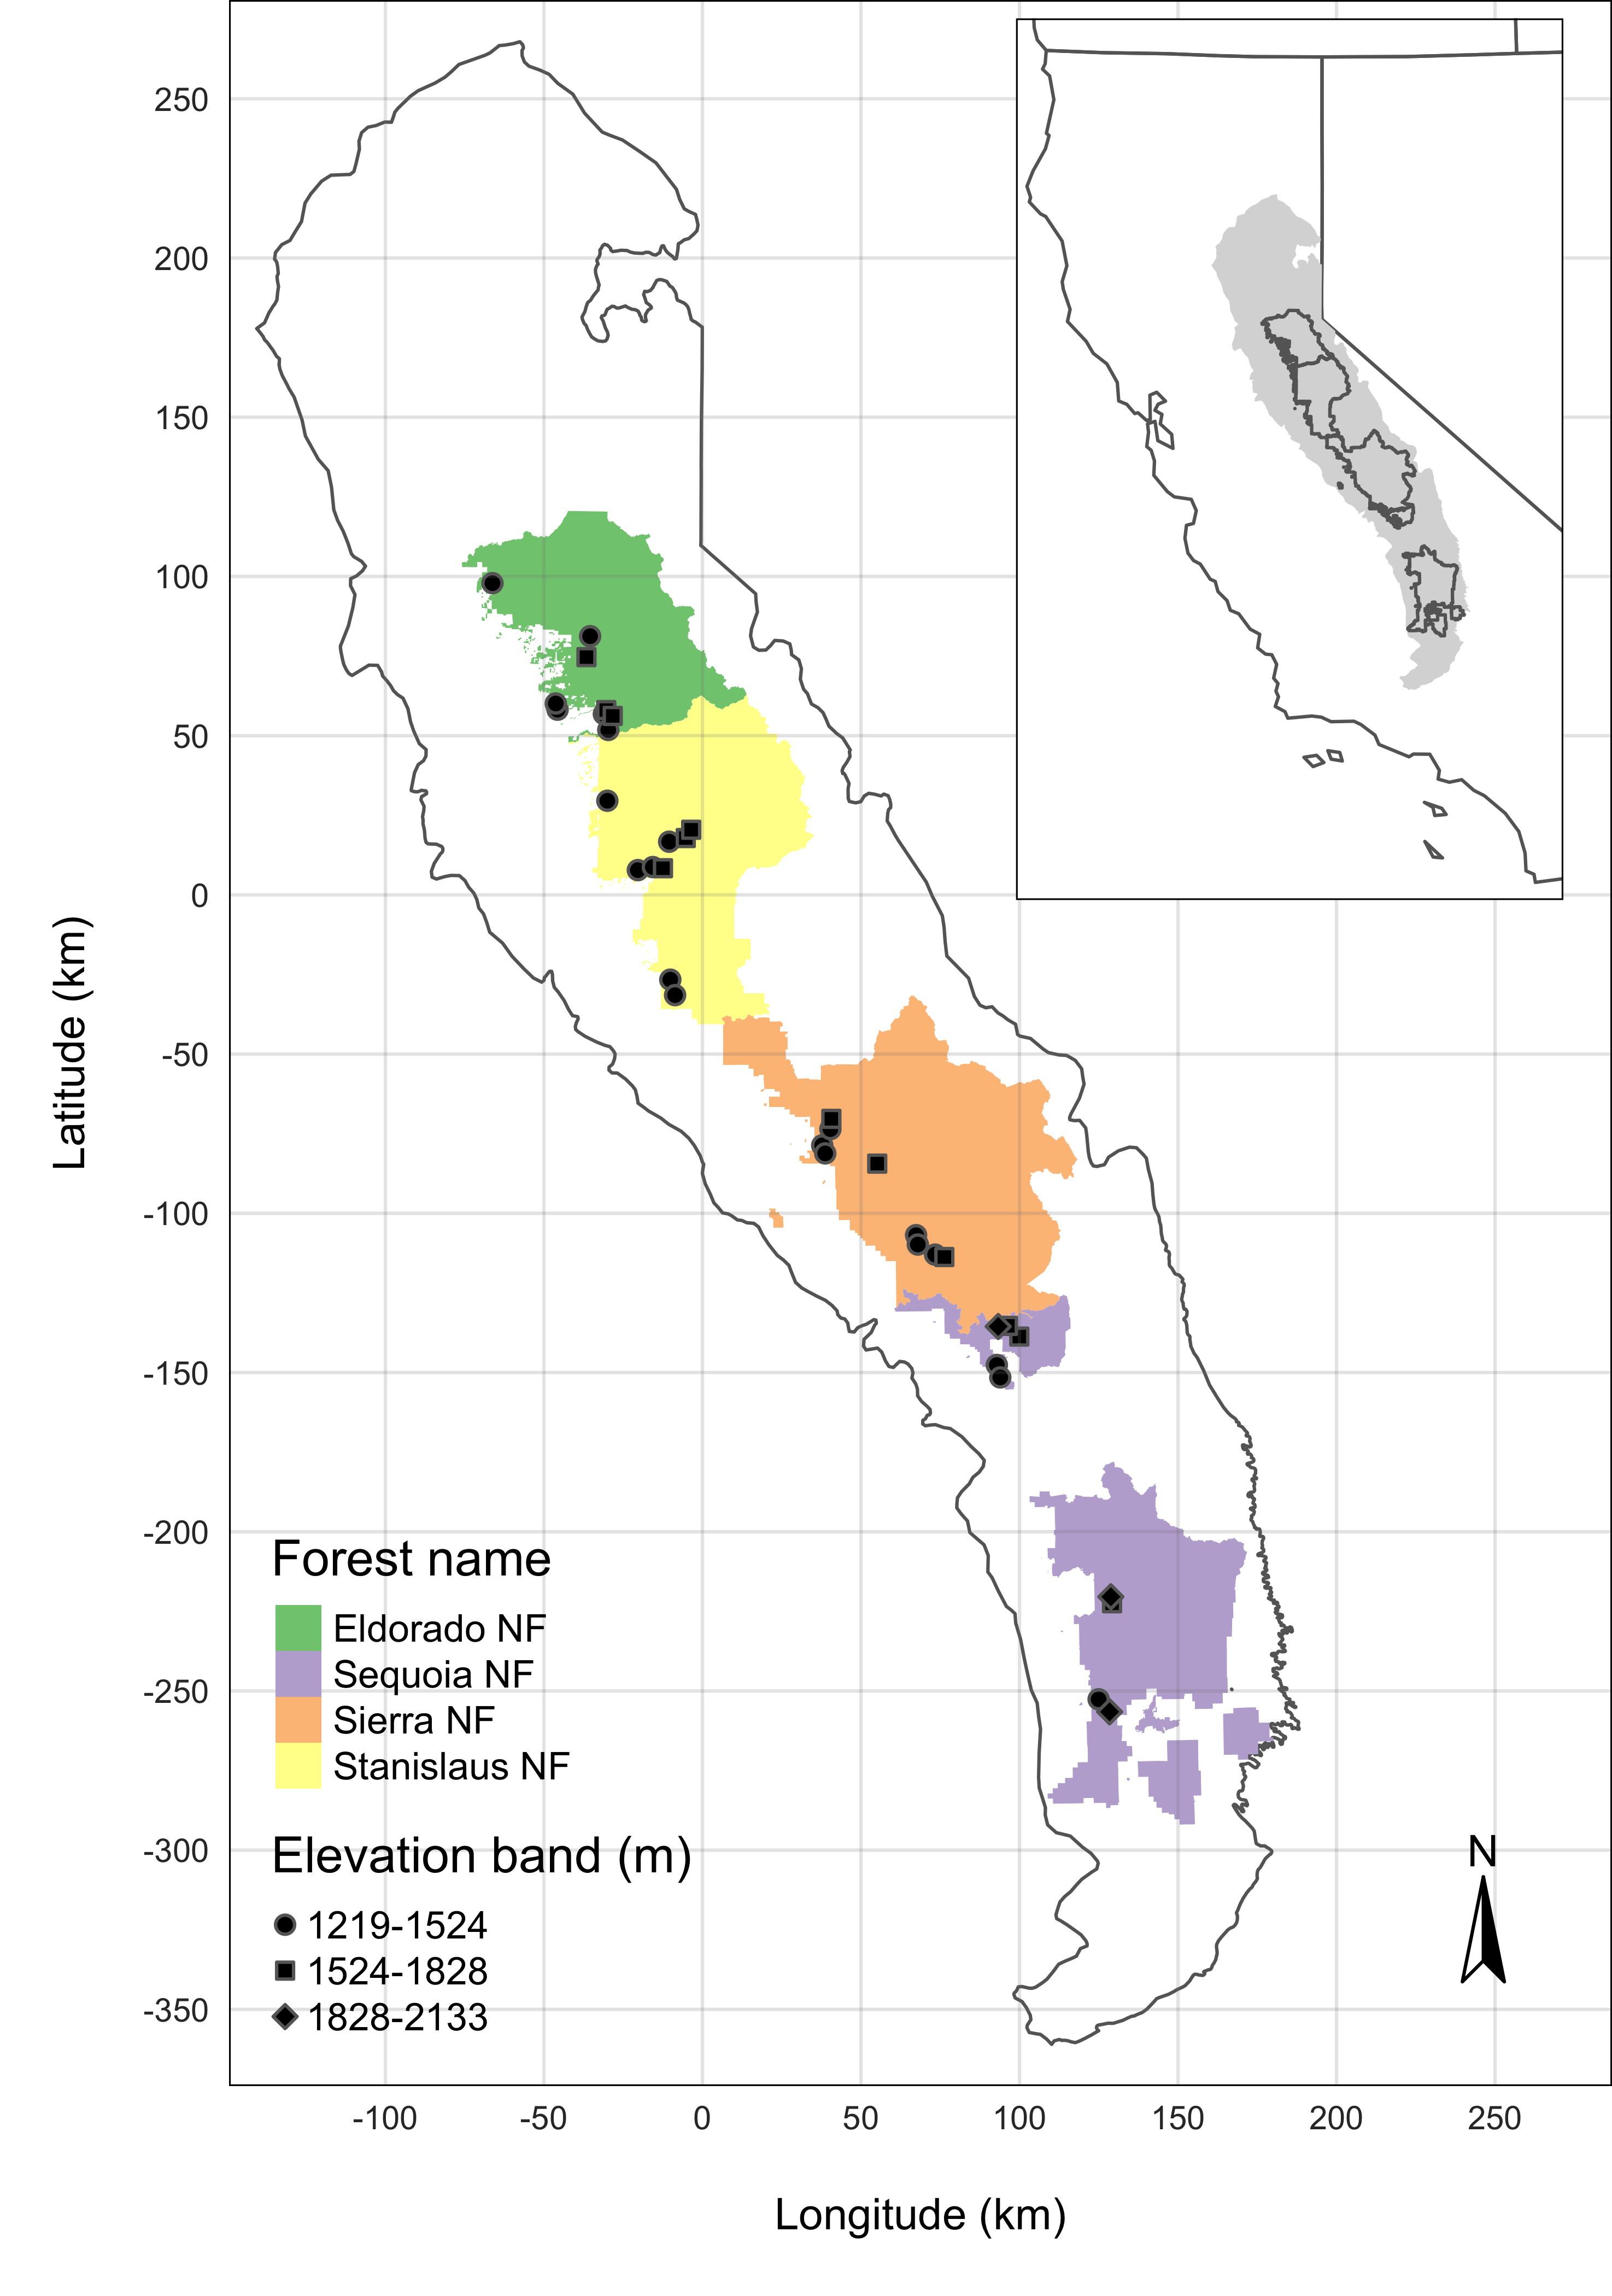 250
200
150
100
50
0
-50
-100
-150
-200
-250
-300
-350
Latitude (km)
Forest name
Eldorado NF
Sequoia NF
Sierra NF
Stanislaus NF
Elevation band (m)
1219-1524
1524-1828
1828-2133
N
-100 -50 0 50 100 150 200 250
Longitude (km)